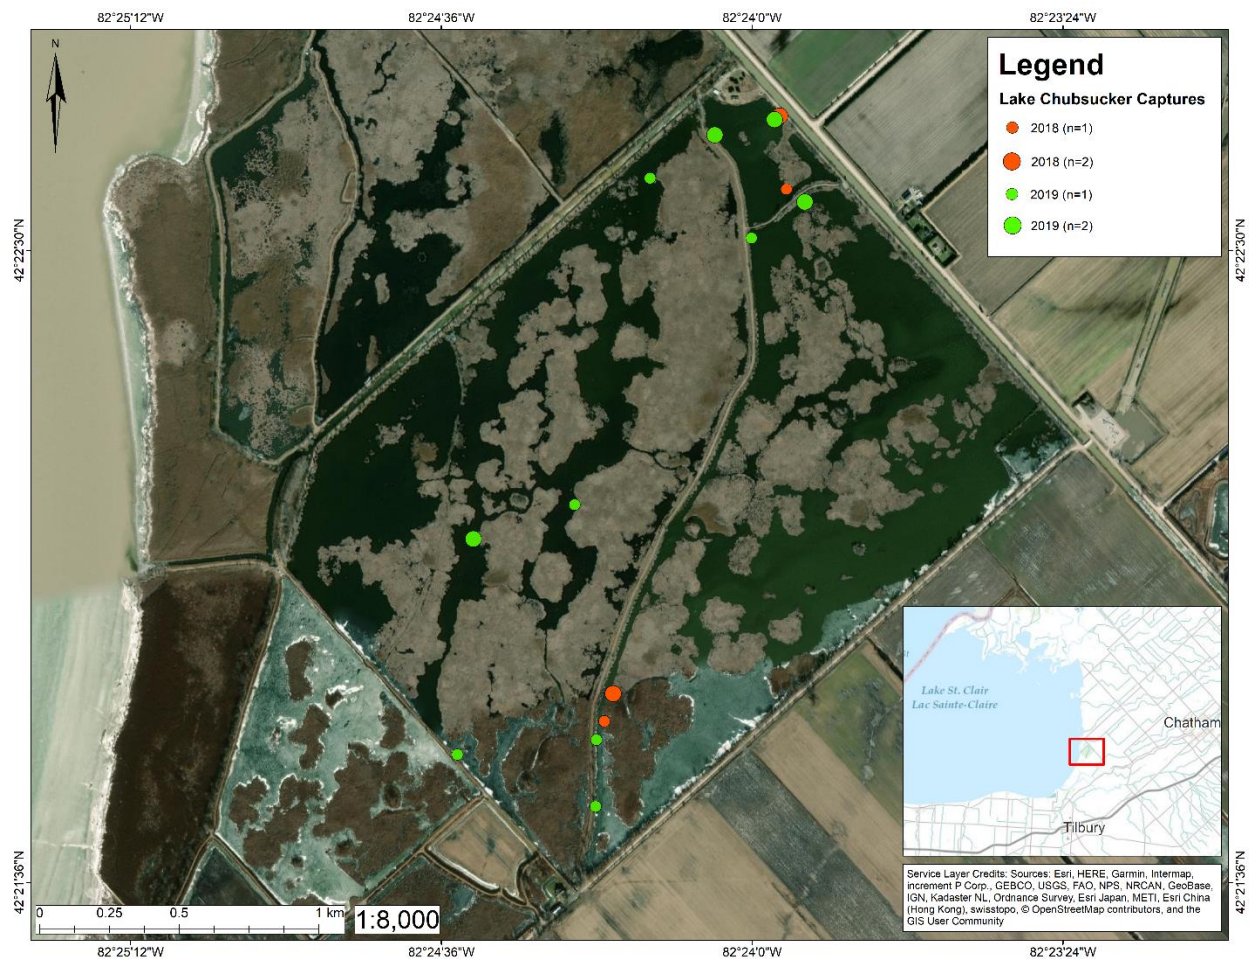 82°25'12"W
82°24'36"W
82°24'0"W
82°23'24"W
N
Legend
Lake Chubsucker Captures
2018 (n=1)
2018 (n=2)
2019 (n=1)
2019 (n=2)
42°22'30"N
42°22'30"N
Lake St. Clair
Lac Sainte-Claire
Chatham
Tilbury
42°21'36"N
42°21'36"N
Service Layer Credits: Sources: Esri, HERE, Garmin, Intermap,
increment P Corp., GEBCO, USGS, FAO, NPS, NRCAN, GeoBase,
IGN, Kadaster NL, Ordnance Survey, Esri Japan, METI, Esri China
(Hong Kong), swisstopo, © OpenStreetMap contributors, and the
GIS User Community
0 0.25 0.5 1 km
1:8,000
82°25'12"W
82°24'36"W
82°24'0"W
82°23'24"W